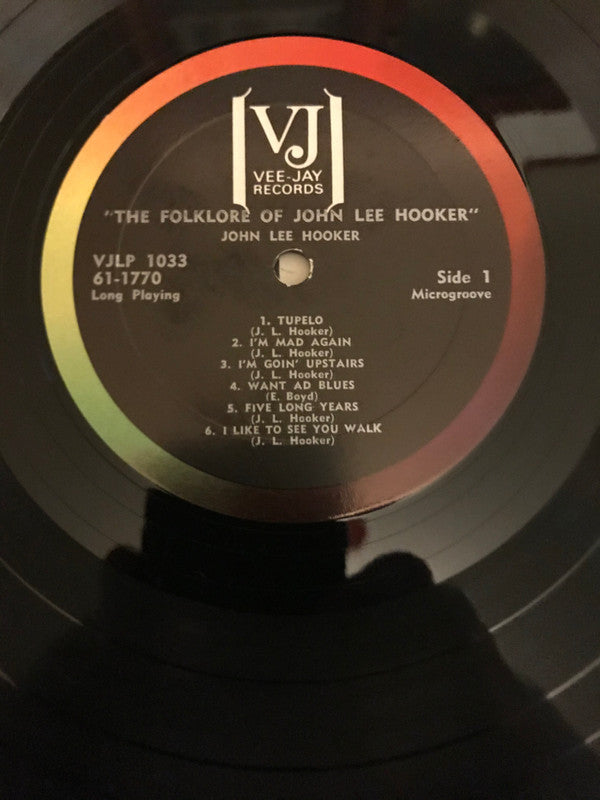 VJ
VEE-JAY
RECORDS
"THE FOLKLORE OF JOHN LEE HOOKER"
JOHN LEE HOOKER
VJLP 1033
61-1770
Long Playing
Side 1
Microgroove
1. TUPELO
(J. L. Hooker)
2. I'M MAD AGAIN
(J. L. Hooker)
3. I'M GOIN' UPSTAIRS
(J. L. Hooker)
4. WANT AD BLUES
(E. Boyd)
5. FIVE LONG YEARS
(J. L. Hooker)
6. I LIKE TO SEE YOU WALK
(J. L. Hooker)